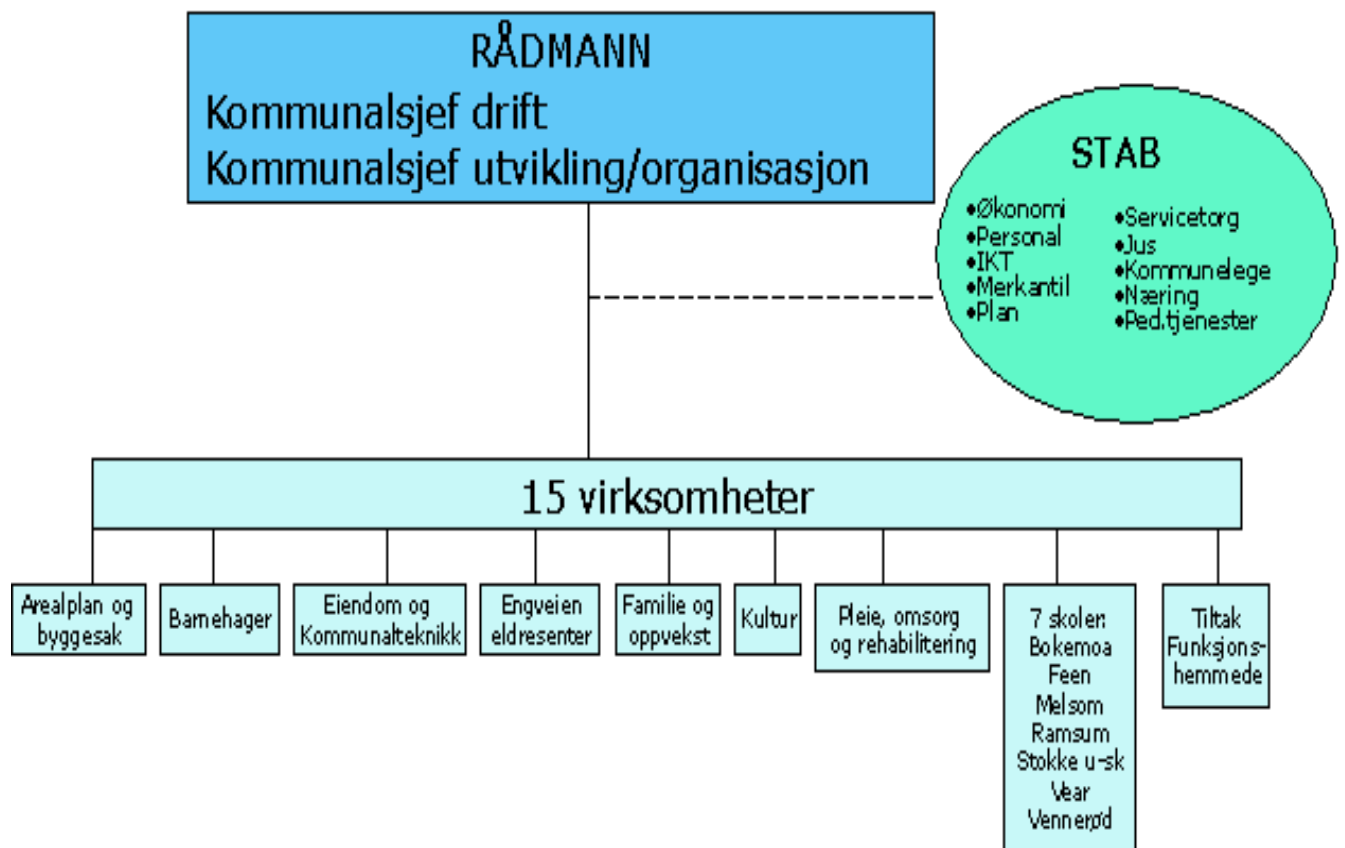 RÅDMANN
Kommunalsjef drift
Kommunalsjef utvikling/organisasjon
STAB
•Økonomi
•Personal
•IKT
•Merkantil
•Plan
•Servicetorg
•Jus
•Kommunelege
•Næring
•Ped.tjenester
15 virksomheter
Arealplan og
byggesak
Barnehager
Eiendom og
Kommunalteknikk
Engveien
eldresenter
Familie og
oppvekst
Kultur
Pleie, omsorg
og rehabilitering
7 skoler:
Bokemoa
Feen
Melsom
Ramsum
Stokke u-sk
Vear
Vennerød
Tiltak
Funksjons-
hemmede